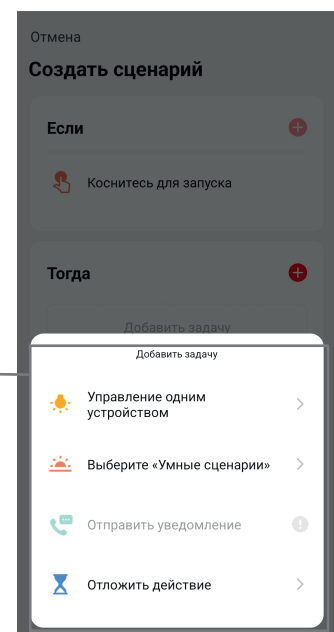 Отмена
Создать сценарий
Если
Коснитесь для запуска
Тогда
Добавить задачу
Добавить задачу
Управление одним
устройством
Выберите «Умные сценарии»
Отправить уведомление
Отложить действие